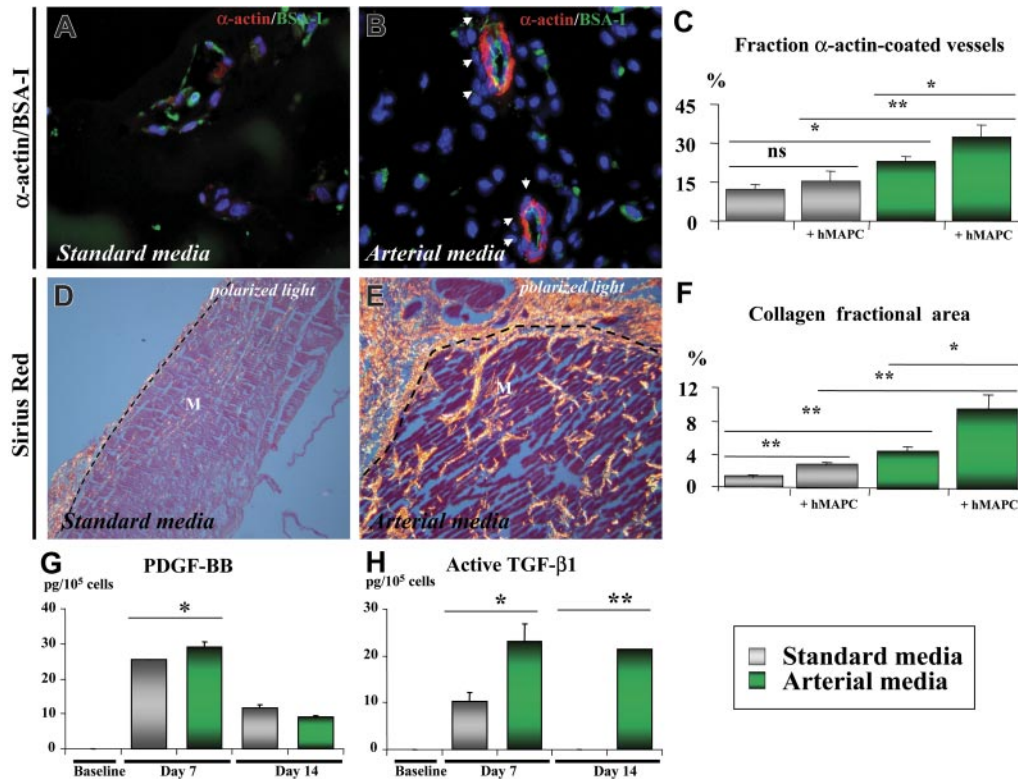 α-actin/BSA-I
A
α-actin/BSA-I
Standard media
B
α-actin/BSA-I
Arterial media
C
Fraction α-actin-coated vessels
%
45
30
15
0
ns
*
**
*
+ hMAPC
+ hMAPC
Sirius Red
D
polarized light
M
Standard media
E
polarized light
M
Arterial media
F
Collagen fractional area
%
12
8
4
0
**
**
**
*
+ hMAPC
+ hMAPC
G
PDGF-BB
pg/10⁵ cells
40
30
20
10
0
*
Baseline Day 7 Day 14
H
Active TGF-β1
pg/10⁵ cells
30
20
10
0
*
**
Baseline Day 7 Day 14
Standard media
Arterial media